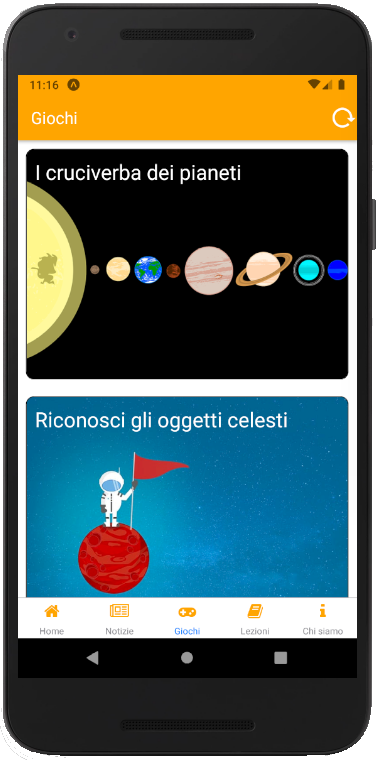 11:16
Giochi
I cruciverba dei pianeti
Riconosci gli oggetti celesti
Home
Notizie
Giochi
Lezioni
Chi siamo